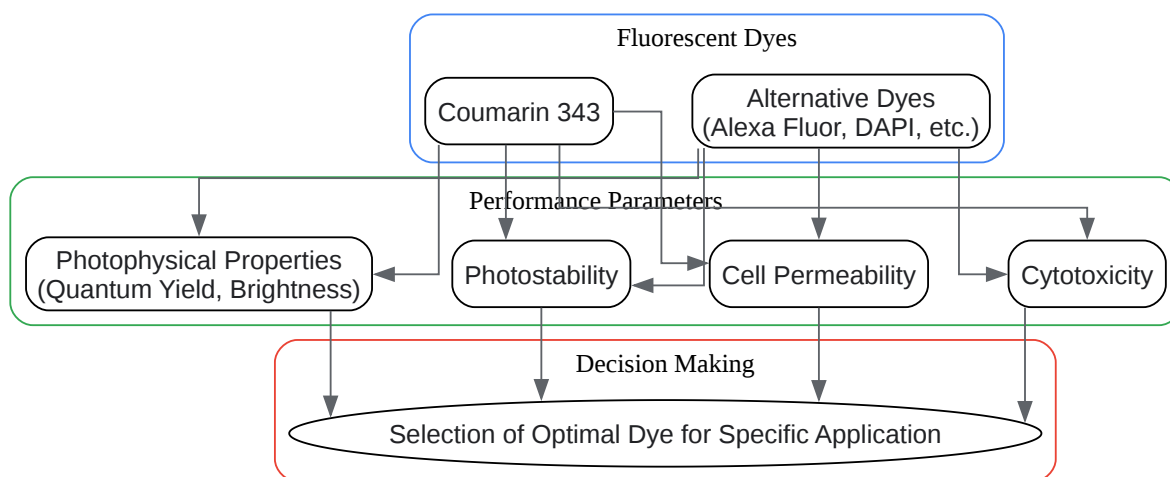 Fluorescent Dyes
Coumarin 343
Alternative Dyes
(Alexa Fluor, DAPI, etc.)
Performance Parameters
Photophysical Properties
(Quantum Yield, Brightness)
Photostability
Cell Permeability
Cytotoxicity
Decision Making
Selection of Optimal Dye for Specific Application